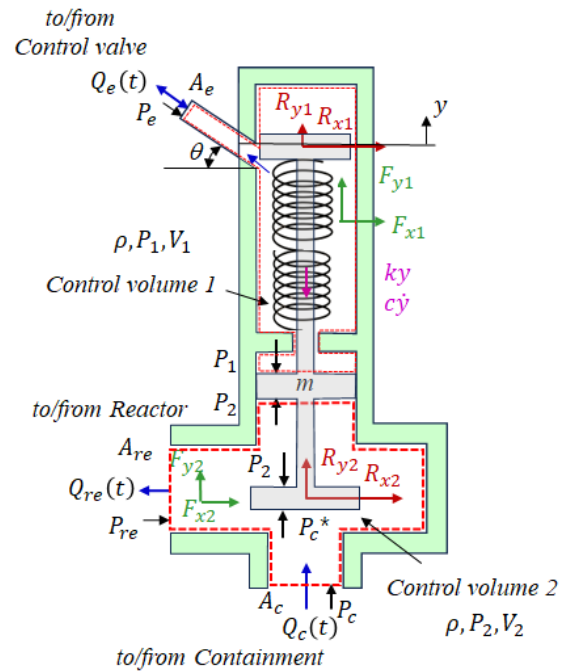 to/from
Control valve
Q_e(t)
A_e
P_e
θ
R_y1
R_x1
y
F_y1
F_x1
ρ, P_1, V_1
Control volume 1
ky
cẏ
P_1
m
P_2
to/from Reactor
A_re
F_y2
P_2
R_y2
R_x2
Q_re(t)
F_x2
P_re
P_c*
A_c
P_c
Control volume 2
Q_c(t)
ρ, P_2, V_2
to/from Containment